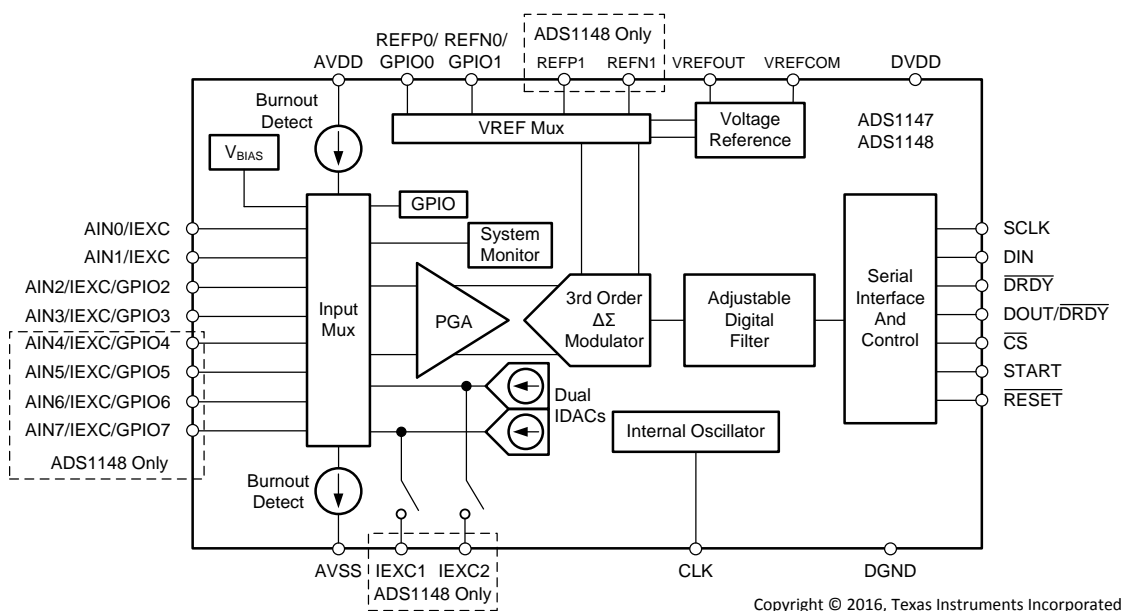 REFP0/ REFN0/
GPIO0 GPIO1
ADS1148 Only
REFP1 REFN1
AVDD
VREFOUT VREFCOM
DVDD
Burnout
Detect
VREF Mux
Voltage
Reference
ADS1147
ADS1148
VBIAS
GPIO
System
Monitor
AIN0/IEXC
AIN1/IEXC
AIN2/IEXC/GPIO2
AIN3/IEXC/GPIO3
AIN4/IEXC/GPIO4
AIN5/IEXC/GPIO5
AIN6/IEXC/GPIO6
AIN7/IEXC/GPIO7
ADS1148 Only
Input
Mux
PGA
3rd Order
ΔΣ
Modulator
Adjustable
Digital
Filter
Serial
Interface
And
Control
SCLK
DIN
DRDY
DOUT/DRDY
CS
START
RESET
Dual
IDACs
Internal Oscillator
Burnout
Detect
AVSS
IEXC1 IEXC2
ADS1148 Only
CLK
DGND
Copyright © 2016, Texas Instruments Incorporated